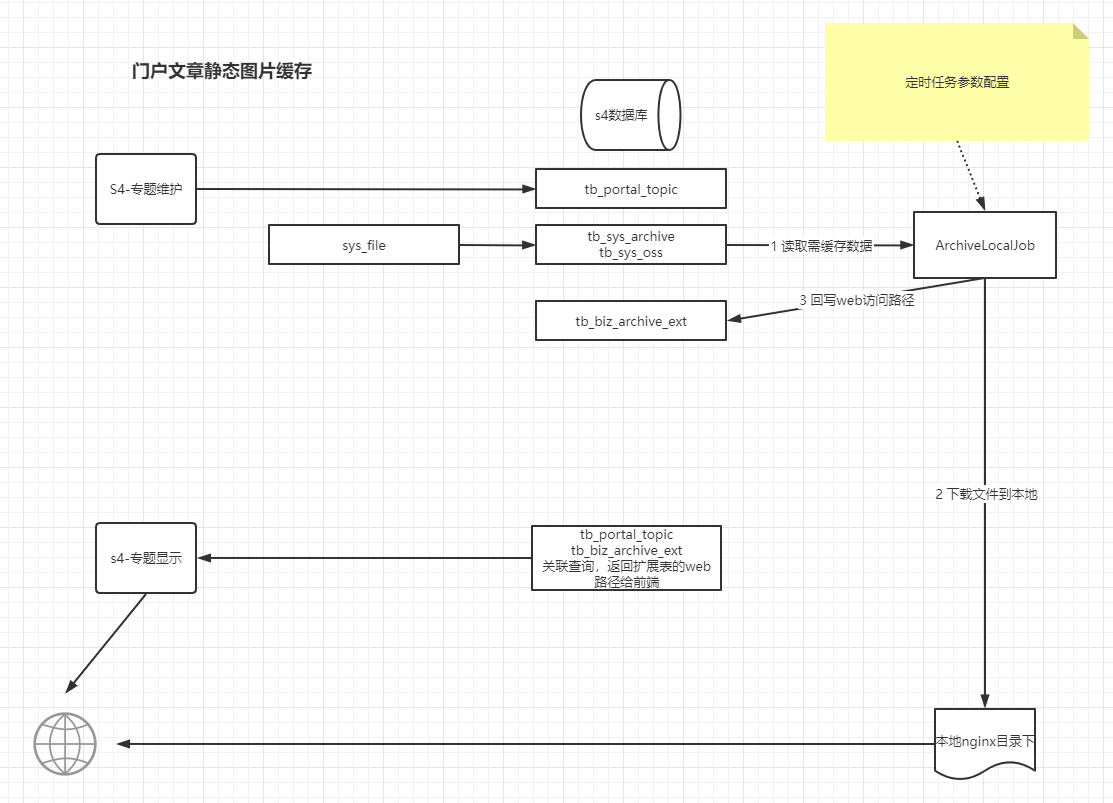 门户文章静态图片缓存
定时任务参数配置
s4数据库
S4-专题维护
tb_portal_topic
sys_file
tb_sys_archive
tb_sys_oss
1 读取需缓存数据
ArchiveLocalJob
3 回写web访问路径
tb_biz_archive_ext
2 下载文件到本地
s4-专题显示
tb_portal_topic
tb_biz_archive_ext
关联查询，返回扩展表的web
路径给前端
本地nginx目录下